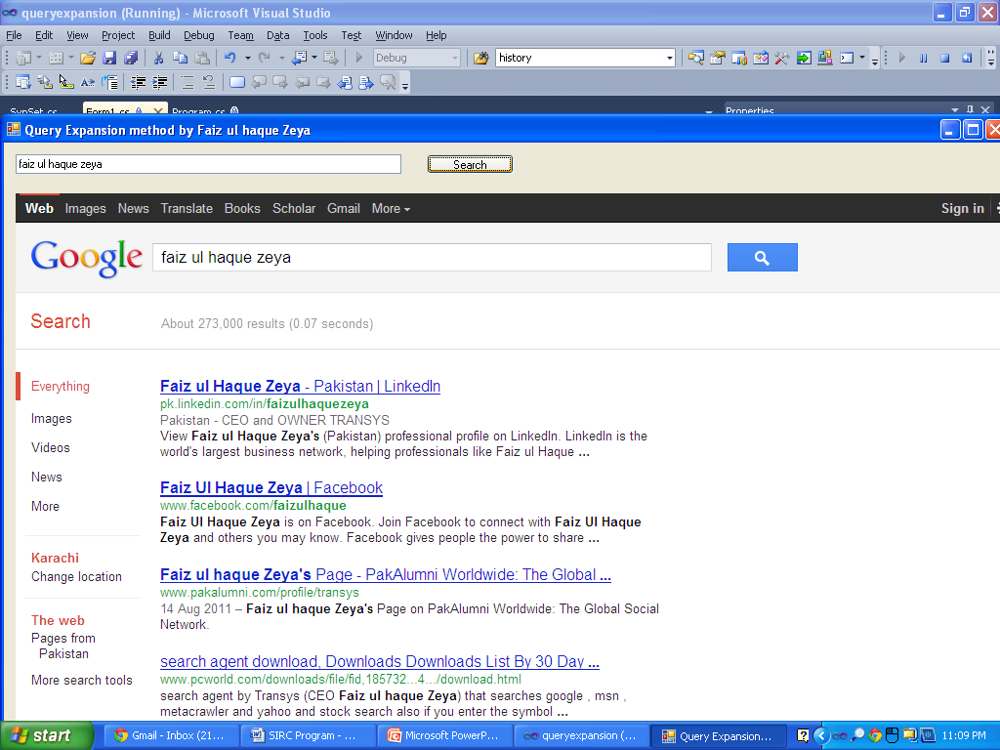 queryexpansion (Running) - Microsoft Visual Studio
File Edit View Project Build Debug Team Data Tools Test Window Help
Debug history
SynSet.cs Form1.cs Program.cs Properties
Query Expansion method by Faiz ul haque Zeya
faiz ul haque zeya Search
Web Images News Translate Books Scholar Gmail More Sign in
Google faiz ul haque zeya
Search About 273,000 results (0.07 seconds)
Everything
Images
Videos
News
More
Karachi
Change location
The web
Pages from
Pakistan
More search tools
Faiz ul Haque Zeya - Pakistan | LinkedIn
pk.linkedin.com/in/faizulhaquezeya
Pakistan - CEO and OWNER TRANSYS
View Faiz ul Haque Zeya's (Pakistan) professional profile on LinkedIn. LinkedIn is the
world's largest business network, helping professionals like Faiz ul Haque ...
Faiz Ul Haque Zeya | Facebook
www.facebook.com/faizulhaque
Faiz Ul Haque Zeya is on Facebook. Join Facebook to connect with Faiz Ul Haque
Zeya and others you may know. Facebook gives people the power to share ...
Faiz ul haque Zeya's Page - PakAlumni Worldwide: The Global ...
www.pakalumni.com/profile/transys
14 Aug 2011 – Faiz ul haque Zeya's Page on PakAlumni Worldwide: The Global Social
Network.
search agent download, Downloads Downloads List By 30 Day ...
www.pcworld.com/downloads/file/fid,185732...4.../download.html
search agent by Transys (CEO Faiz ul haque Zeya) that searches google , msn ,
metacrawler and yahoo and stock search also if you enter the symbol ...
start Gmail - Inbox (21... SIRC Program - ... Microsoft PowerP... queryexpansion (... Query Expansion... 11:09 PM